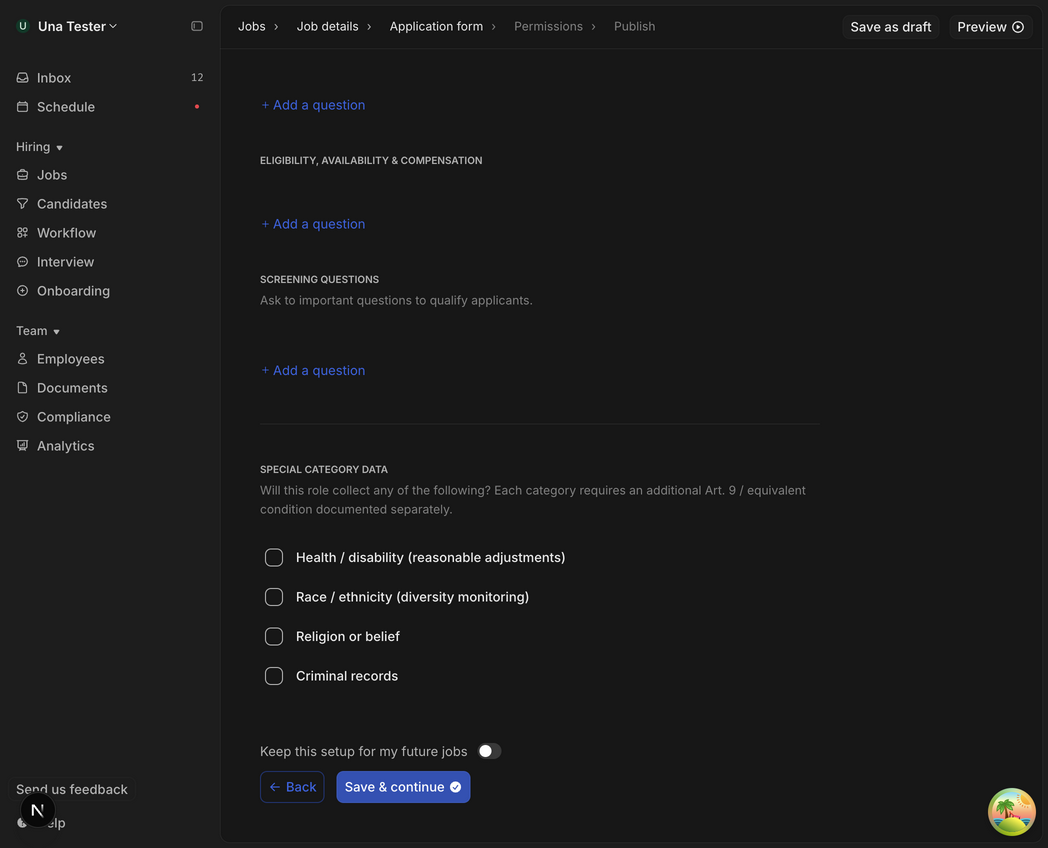 U Una Tester
Inbox 12
Schedule
Hiring
Jobs
Candidates
Workflow
Interview
Onboarding
Team
Employees
Documents
Compliance
Analytics
Send us feedback
N
elp
Jobs › Job details › Application form › Permissions › Publish
Save as draft
Preview
+ Add a question
ELIGIBILITY, AVAILABILITY & COMPENSATION
+ Add a question
SCREENING QUESTIONS
Ask to important questions to qualify applicants.
+ Add a question
SPECIAL CATEGORY DATA
Will this role collect any of the following? Each category requires an additional Art. 9 / equivalent
condition documented separately.
Health / disability (reasonable adjustments)
Race / ethnicity (diversity monitoring)
Religion or belief
Criminal records
Keep this setup for my future jobs
← Back
Save & continue